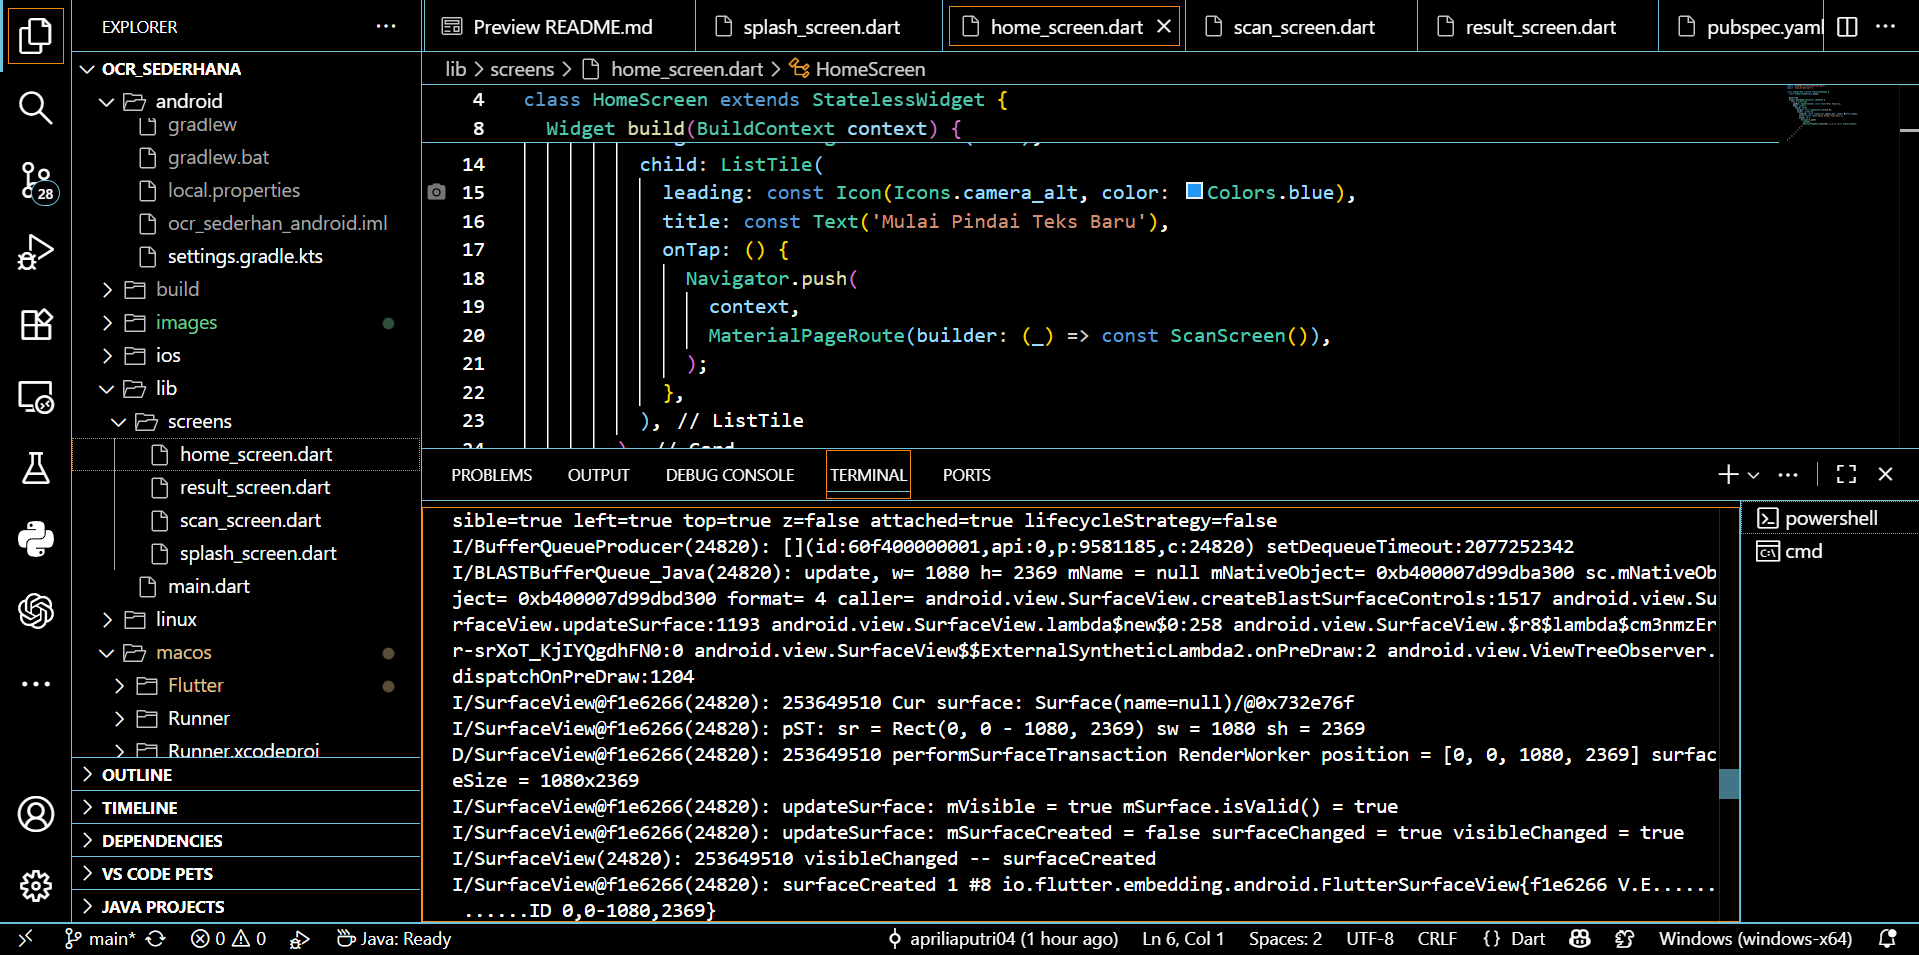 EXPLORER
OCR_SEDERHANA
android
gradlew
gradlew.bat
local.properties
ocr_sederhan_android.iml
settings.gradle.kts
build
images
ios
lib
screens
home_screen.dart
result_screen.dart
scan_screen.dart
splash_screen.dart
main.dart
linux
macos
Flutter
Runner
Runner.xcodeproj
OUTLINE
TIMELINE
DEPENDENCIES
VS CODE PETS
JAVA PROJECTS
28
Preview README.md splash_screen.dart home_screen.dart scan_screen.dart result_screen.dart pubspec.yaml
lib > screens > home_screen.dart > HomeScreen
4 class HomeScreen extends StatelessWidget {
8 Widget build(BuildContext context) {
14 child: ListTile(
15 leading: const Icon(Icons.camera_alt, color: Colors.blue),
16 title: const Text('Mulai Pindai Teks Baru'),
17 onTap: () {
18 Navigator.push(
19 context,
20 MaterialPageRoute(builder: (_) => const ScanScreen()),
21 );
22 },
23 ), // ListTile
24 ), // Card
PROBLEMS OUTPUT DEBUG CONSOLE TERMINAL PORTS
sible=true left=true top=true z=false attached=true lifecycleStrategy=false
I/BufferQueueProducer(24820): [](id:60f400000001,api:0,p:9581185,c:24820) setDequeueTimeout:2077252342
I/BLASTBufferQueue_Java(24820): update, w= 1080 h= 2369 mName = null mNativeObject= 0xb400007d99dba300 sc.mNativeOb
ject= 0xb400007d99dbd300 format= 4 caller= android.view.SurfaceView.createBlastSurfaceControls:1517 android.view.Su
rfaceView.updateSurface:1193 android.view.SurfaceView.lambda$new$0:258 android.view.SurfaceView.$r8$lambda$cm3nmzEr
r-srXoT_KjIYQgdhFN0:0 android.view.SurfaceView$$ExternalSyntheticLambda2.onPreDraw:2 android.view.ViewTreeObserver.
dispatchOnPreDraw:1204
I/SurfaceView@f1e6266(24820): 253649510 Cur surface: Surface(name=null)/@0x732e76f
I/SurfaceView@f1e6266(24820): pST: sr = Rect(0, 0 - 1080, 2369) sw = 1080 sh = 2369
D/SurfaceView@f1e6266(24820): 253649510 performSurfaceTransaction RenderWorker position = [0, 0, 1080, 2369] surfac
eSize = 1080x2369
I/SurfaceView@f1e6266(24820): updateSurface: mVisible = true mSurface.isValid() = true
I/SurfaceView@f1e6266(24820): updateSurface: mSurfaceCreated = false surfaceChanged = true visibleChanged = true
I/SurfaceView(24820): 253649510 visibleChanged -- surfaceCreated
I/SurfaceView@f1e6266(24820): surfaceCreated 1 #8 io.flutter.embedding.android.FlutterSurfaceView{f1e6266 V.E......
......ID 0,0-1080,2369}
powershell
cmd
main* 0 0 Java: Ready apriliaputri04 (1 hour ago) Ln 6, Col 1 Spaces: 2 UTF-8 CRLF {} Dart Windows (windows-x64)